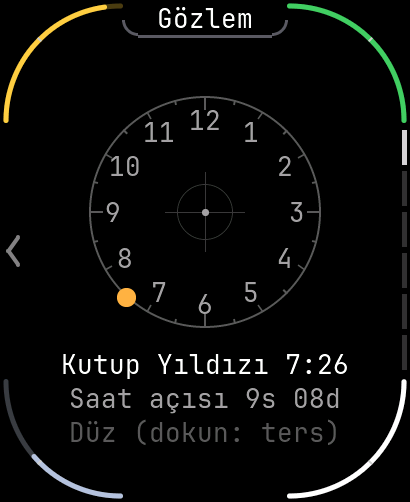 Gözlem
12
11 1
10 2
9 3
8 4
7 5
6
Kutup Yıldızı 7:26
Saat açısı 9s 08d
Düz (dokun: ters)